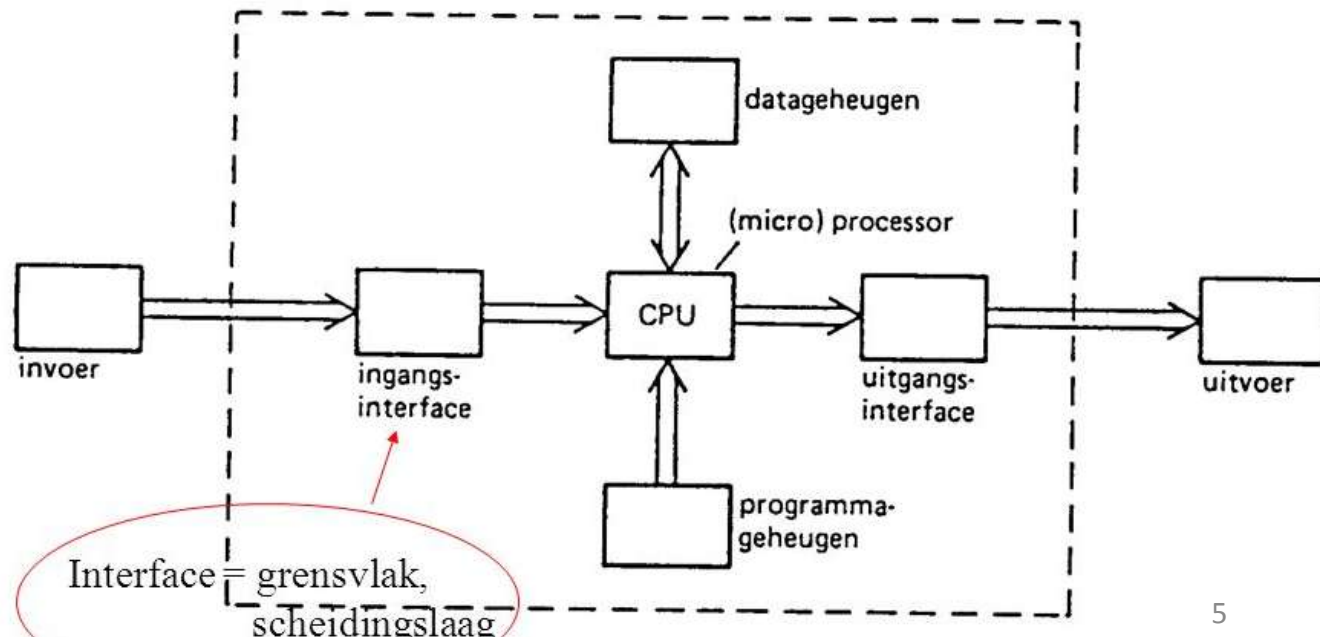 datageheugen
(micro) processor
CPU
invoer
ingangs-
interface
uitgangs-
interface
uitvoer
programma-
geheugen
Interface = grensvlak,
scheidingslaag
5